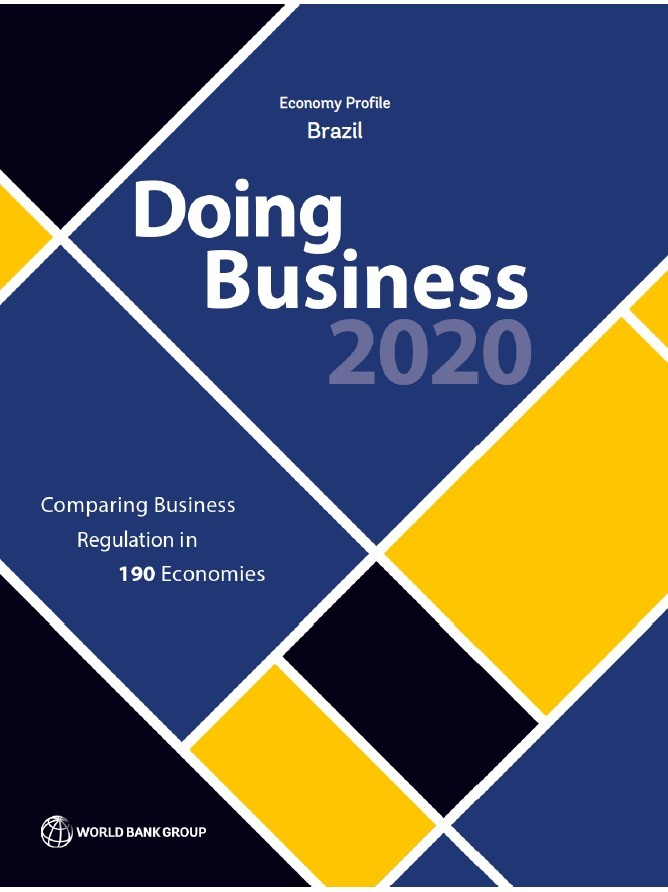 Economy Profile
Brazil
Doing
Business
2020
Comparing Business
Regulation in
190 Economies
WORLD BANK GROUP